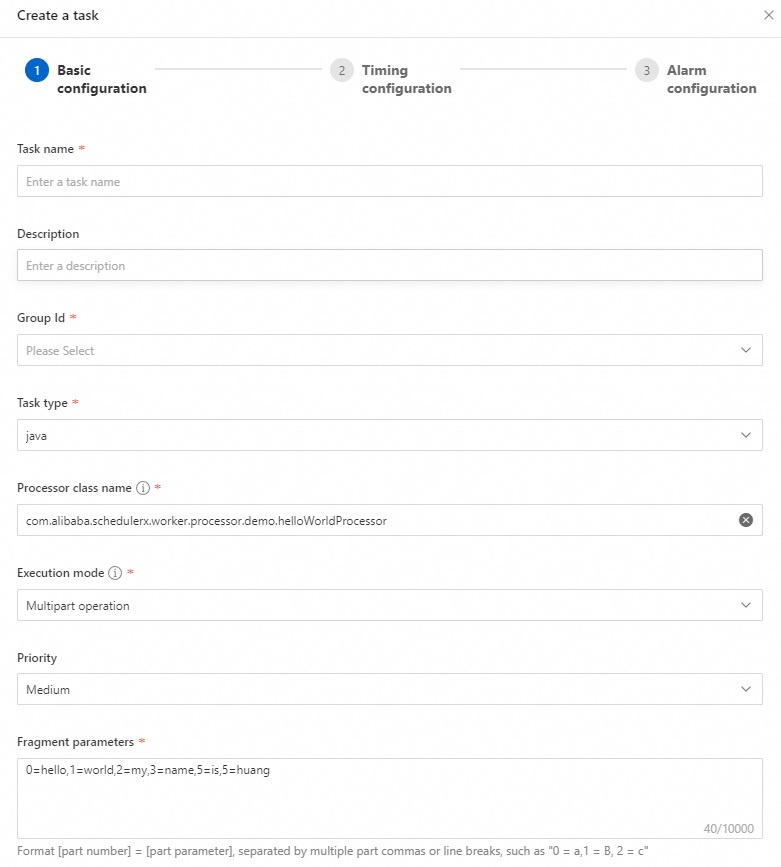 Create a task
1
Basic
configuration
2
Timing
configuration
3
Alarm
configuration
Task name *
Enter a task name
Description
Enter a description
Group Id *
Please Select
Task type *
java
Processor class name *
com.alibaba.schedulerx.worker.processor.demo.helloWorldProcessor
Execution mode *
Multipart operation
Priority
Medium
Fragment parameters *
0=hello,1=world,2=my,3=name,5=is,5=huang
40/10000
Format [part number] = [part parameter], separated by multiple part commas or line breaks, such as "0 = a,1 = B, 2 = c"